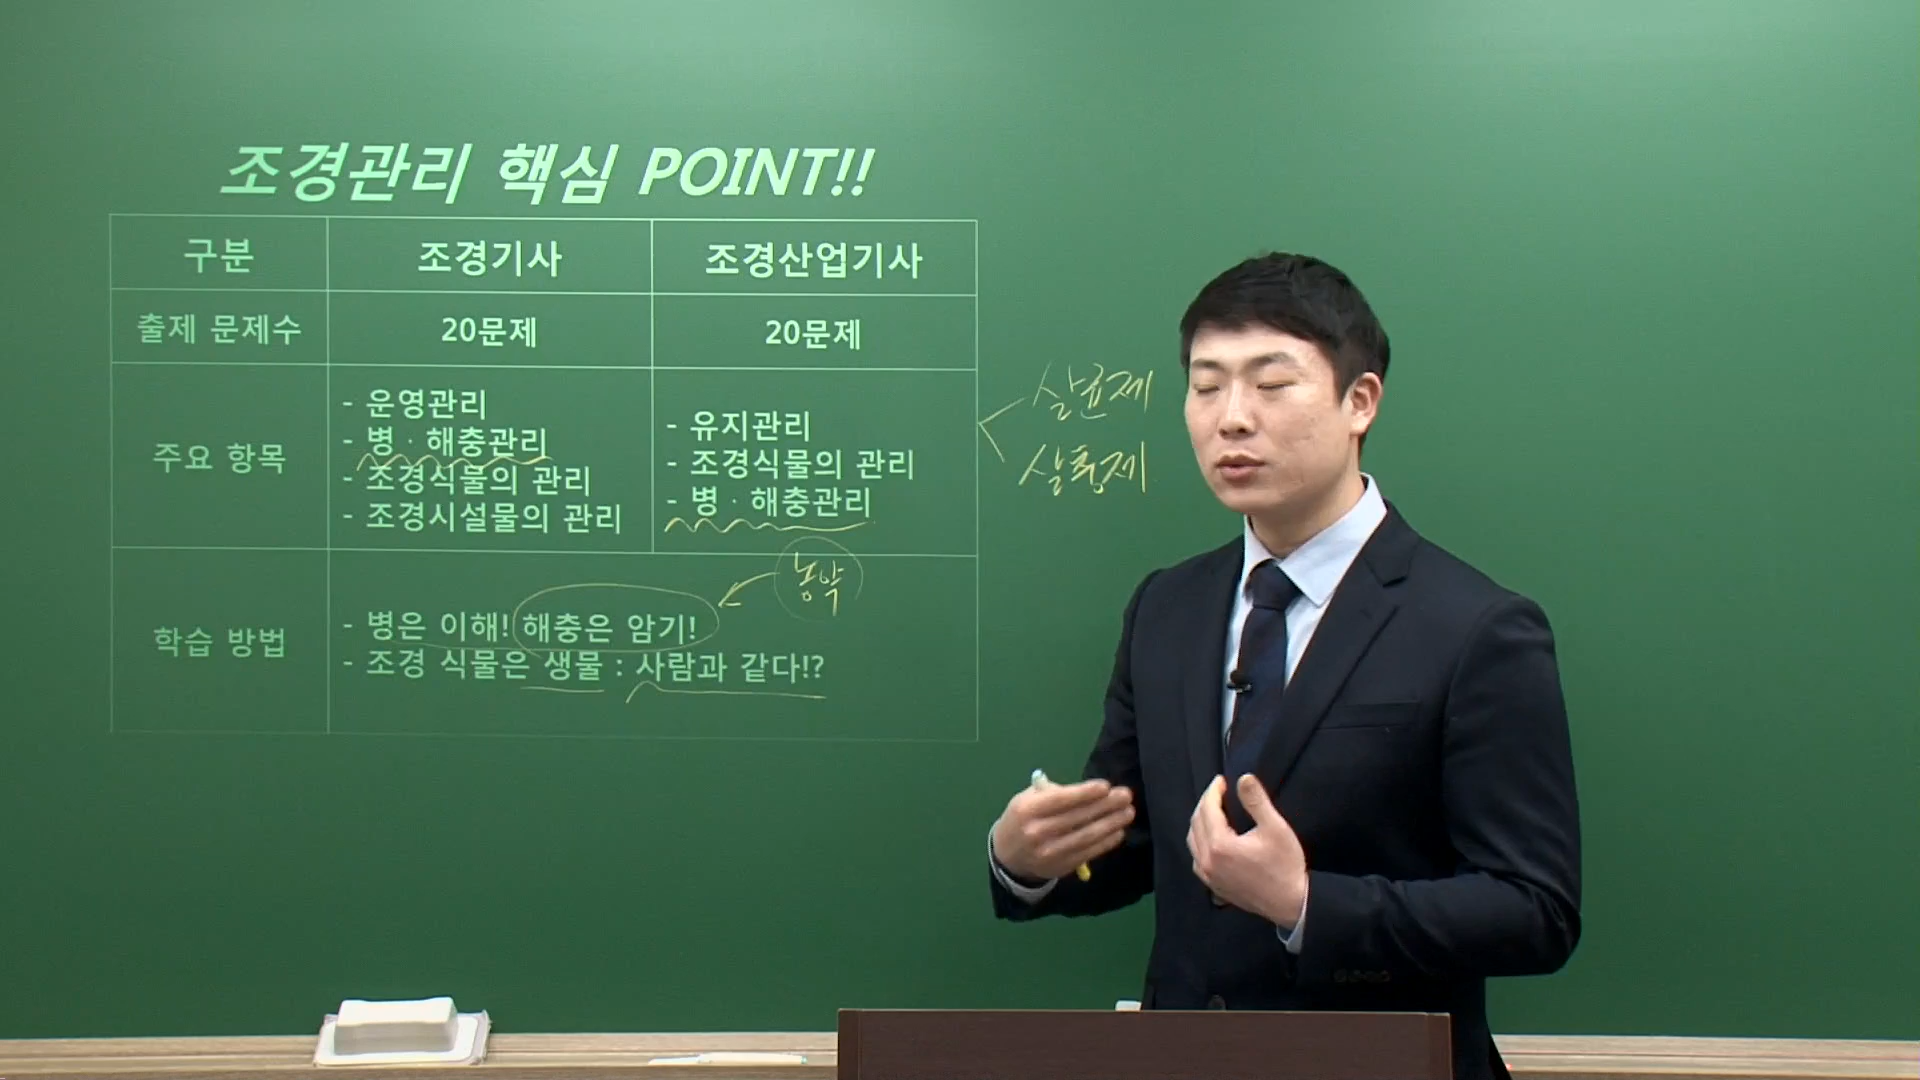 조경관리 핵심 POINT!!
구분
조경기사
조경산업기사
출제 문제수
20문제
20문제
주요 항목
- 운영관리
- 병·해충관리
- 조경식물의 관리
- 조경시설물의 관리
- 유지관리
- 조경식물의 관리
- 병·해충관리
살균제
살충제
학습 방법
농약
- 병은 이해! 해충은 암기!
- 조경 식물은 생물 : 사람과 같다!?